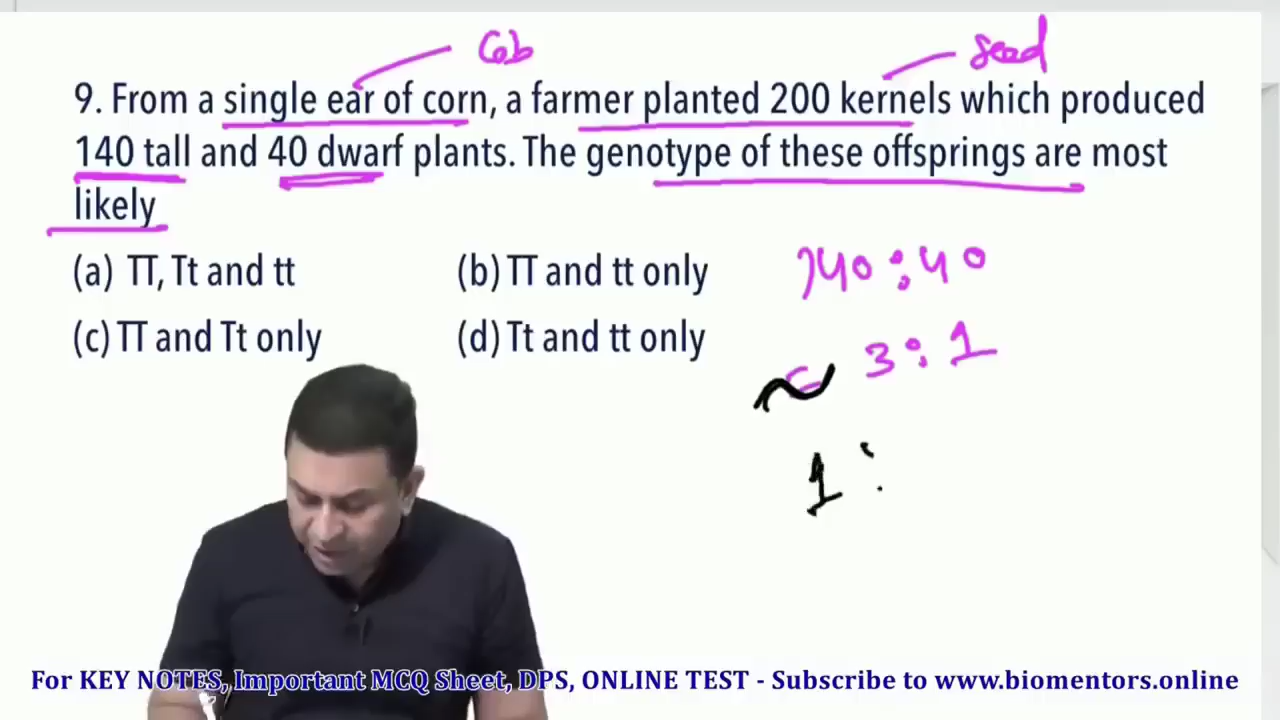 Cob seed
9. From a single ear of corn, a farmer planted 200 kernels which produced
140 tall and 40 dwarf plants. The genotype of these offsprings are most
likely
(a) TT, Tt and tt (b) TT and tt only
(c) TT and Tt only (d) Tt and tt only
140 : 40
≈ 3 : 1
1 :
For KEY NOTES, Important MCQ Sheet, DPS, ONLINE TEST - Subscribe to www.biomentors.online